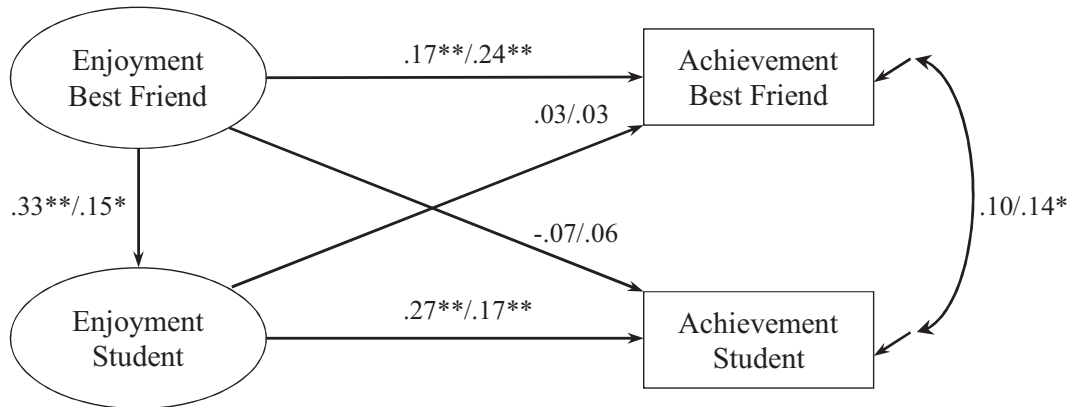 Enjoyment
Best Friend
.17**/.24**
Achievement
Best Friend
.03/.03
.33**/.15*
.10/.14*
-.07/.06
Enjoyment
Student
.27**/.17**
Achievement
Student